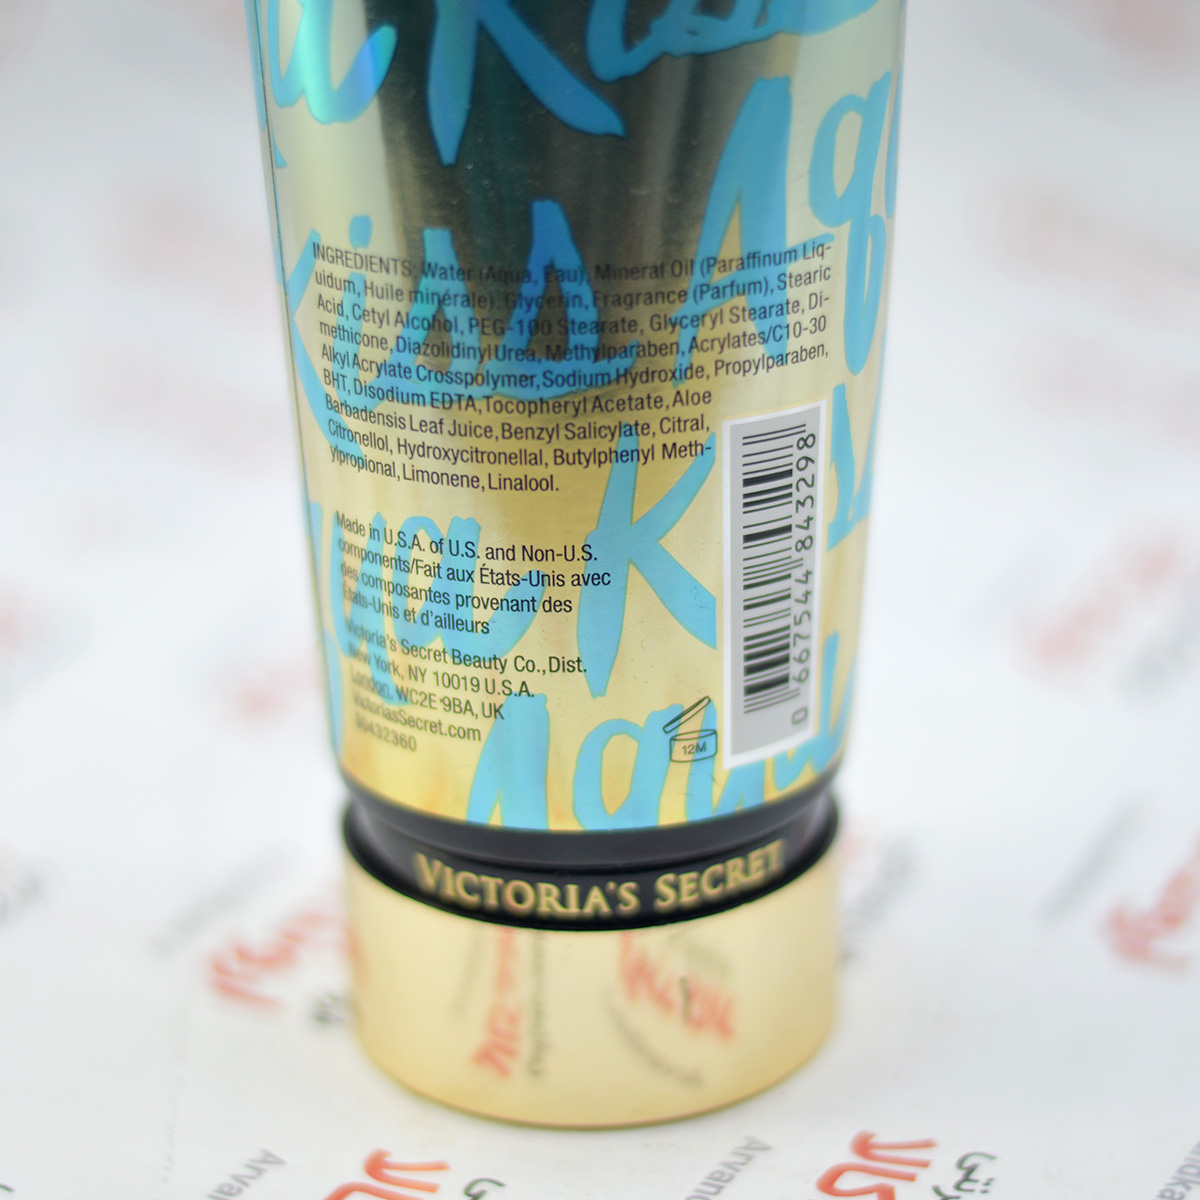 Kiss
Aqua
Kiss
INGREDIENTS: Water (Aqua, Eau), Mineral Oil (Paraffinum Liq-
uidum, Huile minérale), Glycerin, Fragrance (Parfum), Stearic
Acid, Cetyl Alcohol, PEG-100 Stearate, Glyceryl Stearate, Di-
methicone, Diazolidinyl Urea, Methylparaben, Acrylates/C10-30
Alkyl Acrylate Crosspolymer, Sodium Hydroxide, Propylparaben,
BHT, Disodium EDTA, Tocopheryl Acetate, Aloe
Barbadensis Leaf Juice, Benzyl Salicylate, Citral,
Citronellol, Hydroxycitronellal, Butylphenyl Meth-
ylpropional, Limonene, Linalool.
Made in U.S.A. of U.S. and Non-U.S.
components/Fait aux États-Unis avec
des composantes provenant des
États-Unis et d'ailleurs
Victoria's Secret Beauty Co., Dist.
New York, NY 10019 U.S.A.
London, WC2E 9BA, UK
VictoriasSecret.com
30432360
0 667544 843298
12M
Aqua
VICTORIA'S SECRET